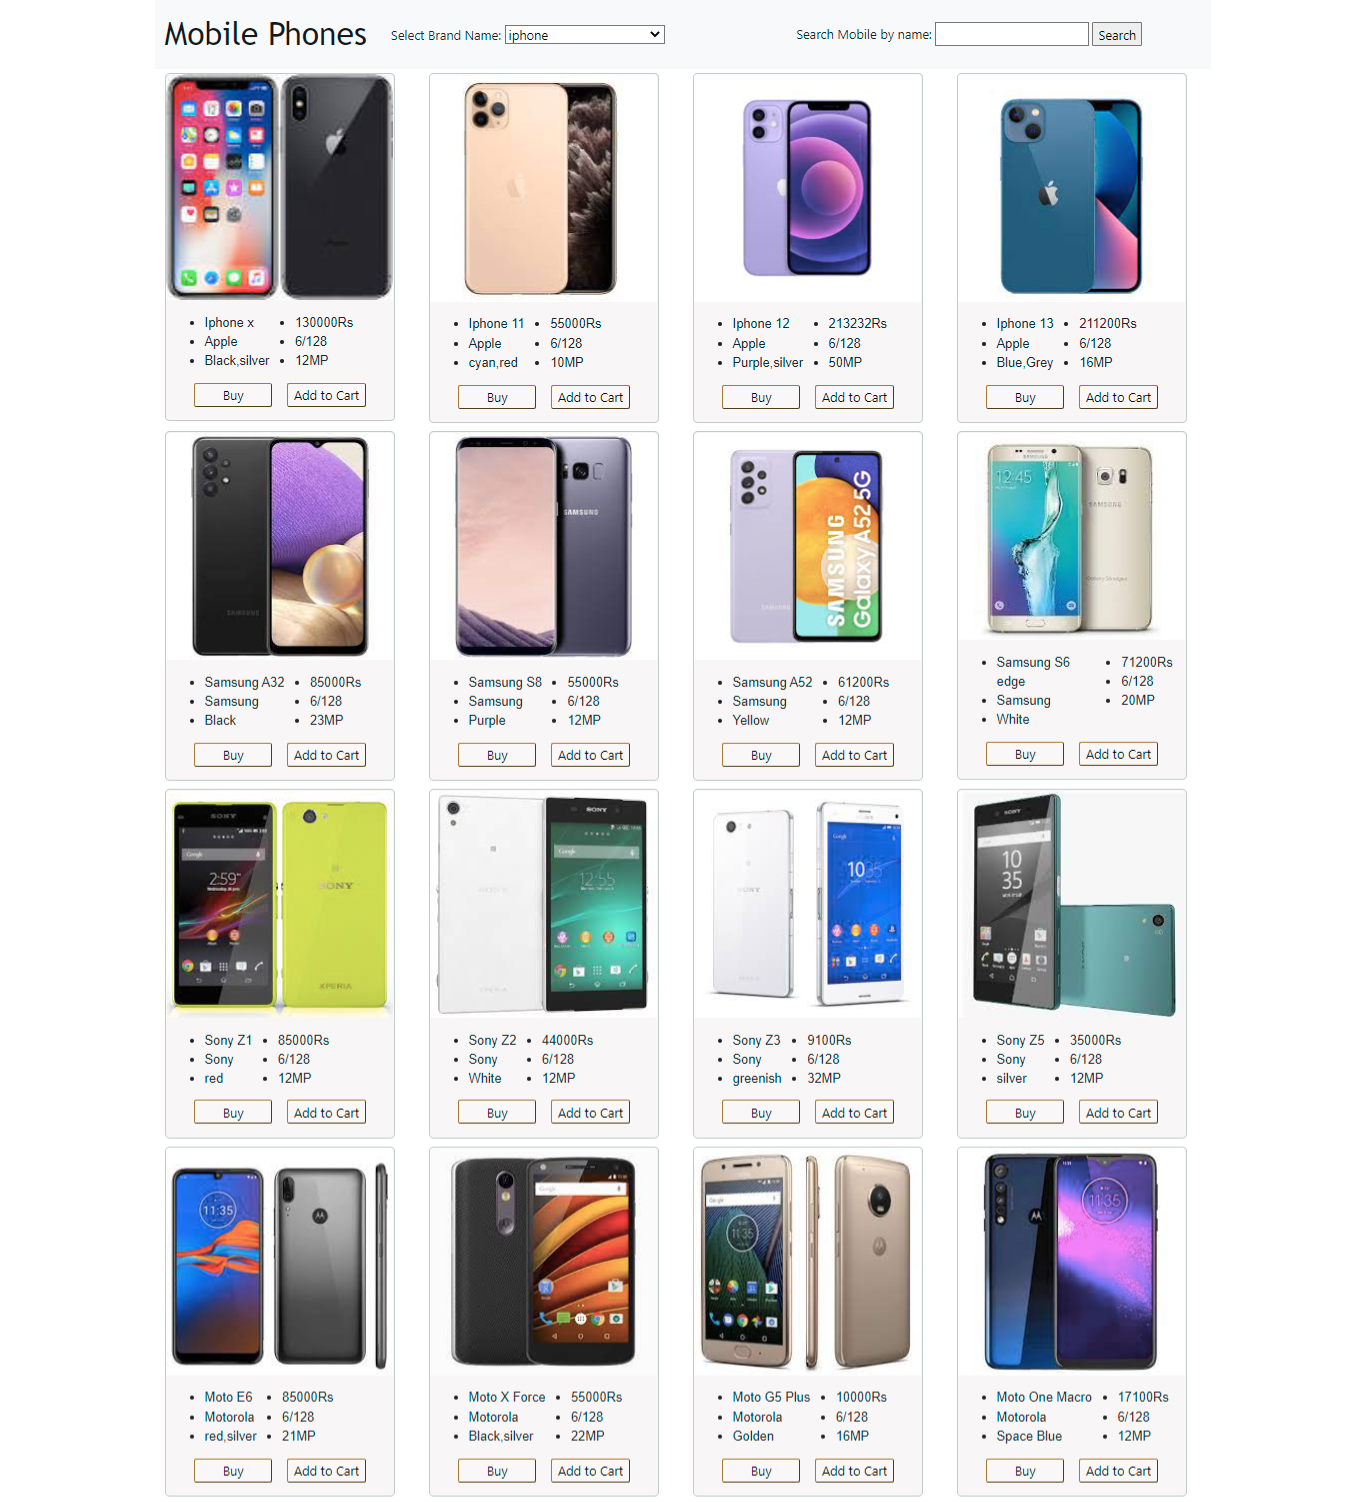 Mobile Phones Select Brand Name: iphone Search Mobile by name: Search
Iphone x 130000Rs
Apple 6/128
Black,silver 12MP
Buy Add to Cart
Iphone 11 55000Rs
Apple 6/128
cyan,red 10MP
Buy Add to Cart
Iphone 12 213232Rs
Apple 6/128
Purple,silver 50MP
Buy Add to Cart
Iphone 13 211200Rs
Apple 6/128
Blue,Grey 16MP
Buy Add to Cart
SAMSUNG
Samsung A32 85000Rs
Samsung 6/128
Black 23MP
Buy Add to Cart
SAMSUNG
Samsung S8 55000Rs
Samsung 6/128
Purple 12MP
Buy Add to Cart
SAMSUNG
SAMSUNG
Galaxy A52 5G
Samsung A52 61200Rs
Samsung 6/128
Yellow 12MP
Buy Add to Cart
SAMSUNG
12:45
SAMSUNG
Samsung S6 71200Rs
edge 6/128
Samsung 20MP
White
Buy Add to Cart
SONY
Google
2:59
SONY
XPERIA
Sony Z1 85000Rs
Sony 6/128
red 12MP
Buy Add to Cart
SONY
Google
12:55
XPERIA
Sony Z2 44000Rs
Sony 6/128
White 12MP
Buy Add to Cart
SONY
Google
10:35
Sony Z3 9100Rs
Sony 6/128
greenish 32MP
Buy Add to Cart
SONY
10
35
Sony Z5 35000Rs
Sony 6/128
silver 12MP
Buy Add to Cart
11:35
Moto E6 85000Rs
Motorola 6/128
red,silver 21MP
Buy Add to Cart
Google
Moto X Force 55000Rs
Motorola 6/128
Black,silver 22MP
Buy Add to Cart
Google
11:35
Moto G5 Plus 10000Rs
Motorola 6/128
Golden 16MP
Buy Add to Cart
11:35
Moto One Macro 17100Rs
Motorola 6/128
Space Blue 12MP
Buy Add to Cart